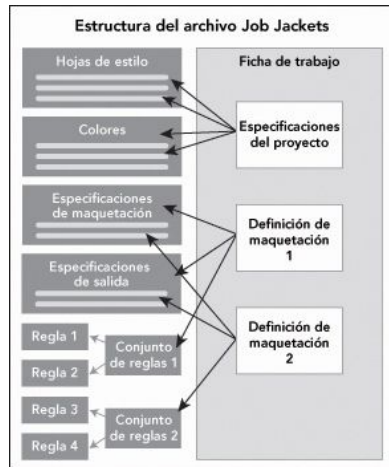 Estructura del archivo Job Jackets
Hojas de estilo
Colores
Especificaciones
de maquetación
Especificaciones
de salida
Regla 1
Regla 2
Conjunto
de reglas 1
Regla 3
Regla 4
Conjunto
de reglas 2
Ficha de trabajo
Especificaciones
del proyecto
Definición de
maquetación
1
Definición de
maquetación
2